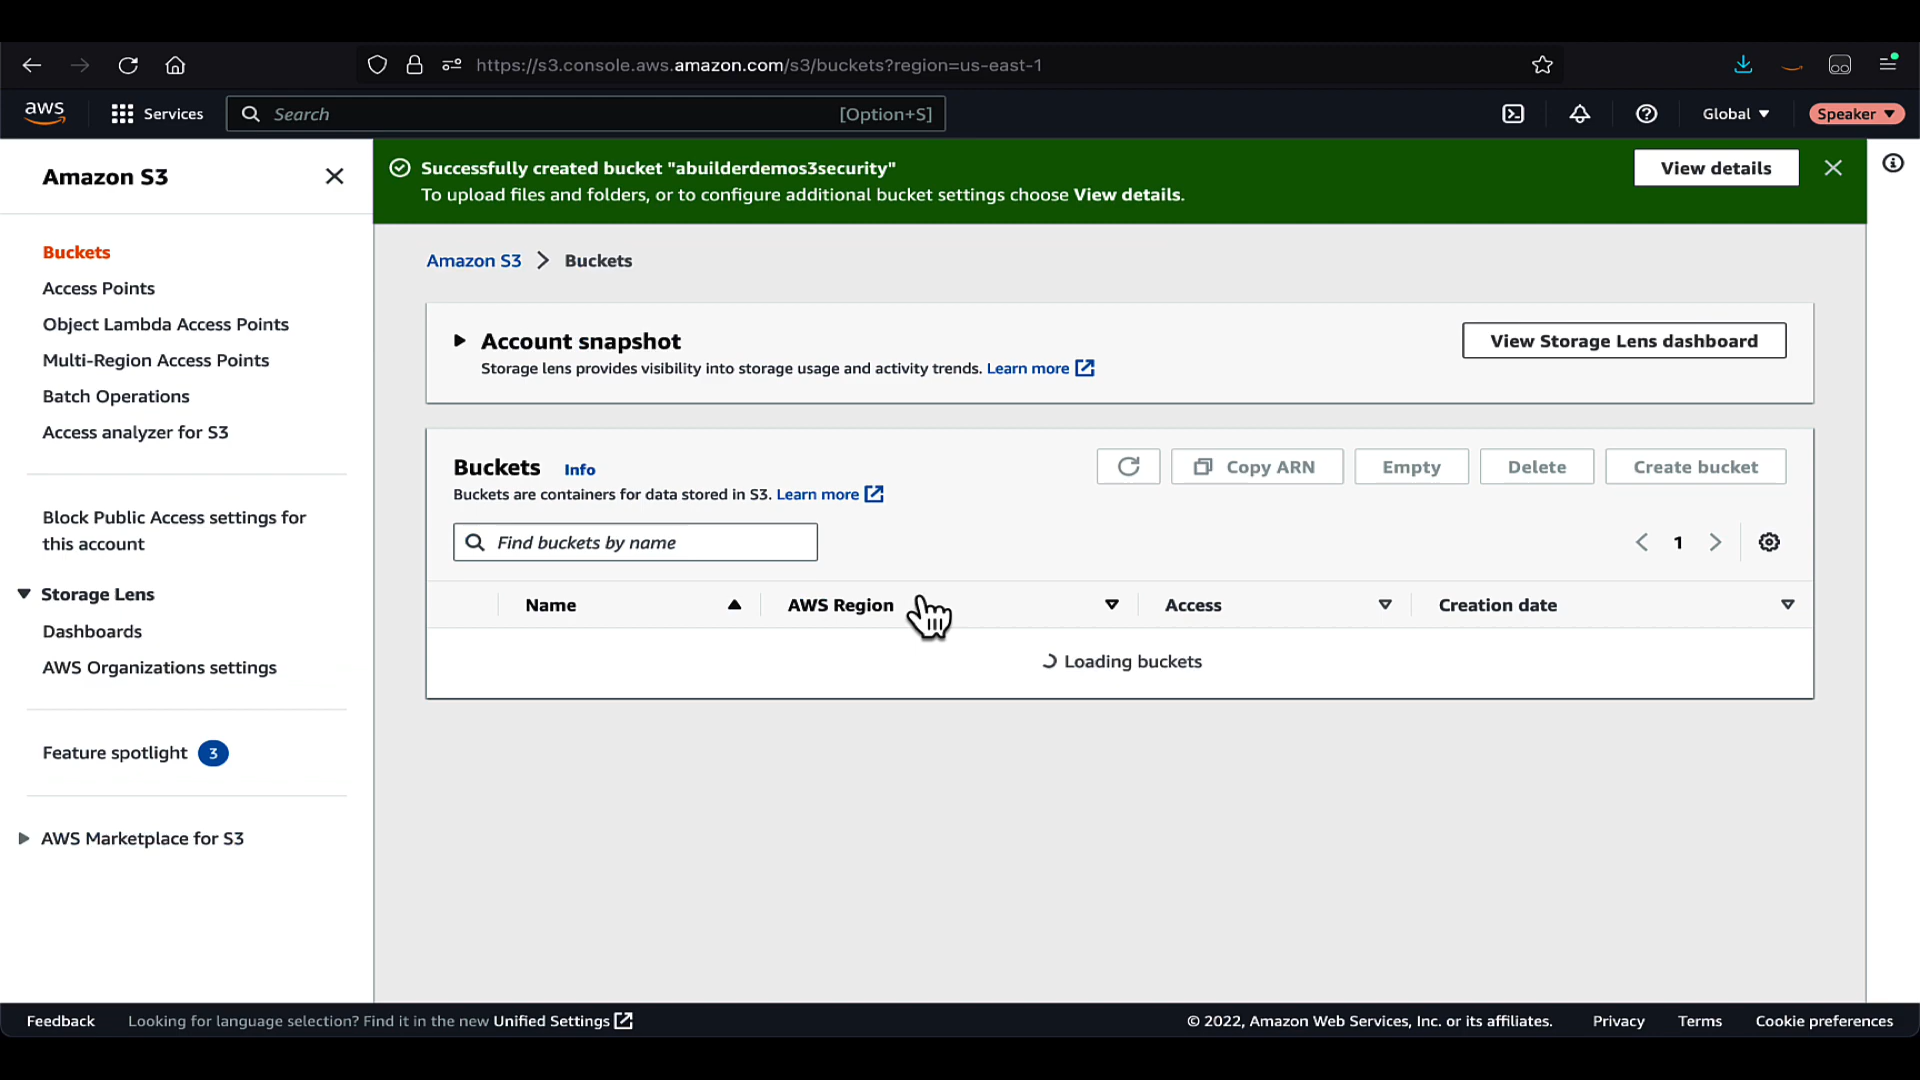 https://s3.console.aws.amazon.com/s3/buckets?region=us-east-1
aws
Services
Search
[Option+S]
Global
Speaker
Amazon S3
Buckets
Access Points
Object Lambda Access Points
Multi-Region Access Points
Batch Operations
Access analyzer for S3
Block Public Access settings for
this account
Storage Lens
Dashboards
AWS Organizations settings
Feature spotlight 3
AWS Marketplace for S3
Successfully created bucket "abuilderdemos3security"
To upload files and folders, or to configure additional bucket settings choose View details.
View details
Amazon S3 > Buckets
Account snapshot
Storage lens provides visibility into storage usage and activity trends. Learn more
View Storage Lens dashboard
Buckets Info
Buckets are containers for data stored in S3. Learn more
Copy ARN
Empty
Delete
Create bucket
Find buckets by name
1
Name
AWS Region
Access
Creation date
Loading buckets
Feedback
Looking for language selection? Find it in the new Unified Settings
© 2022, Amazon Web Services, Inc. or its affiliates.
Privacy
Terms
Cookie preferences